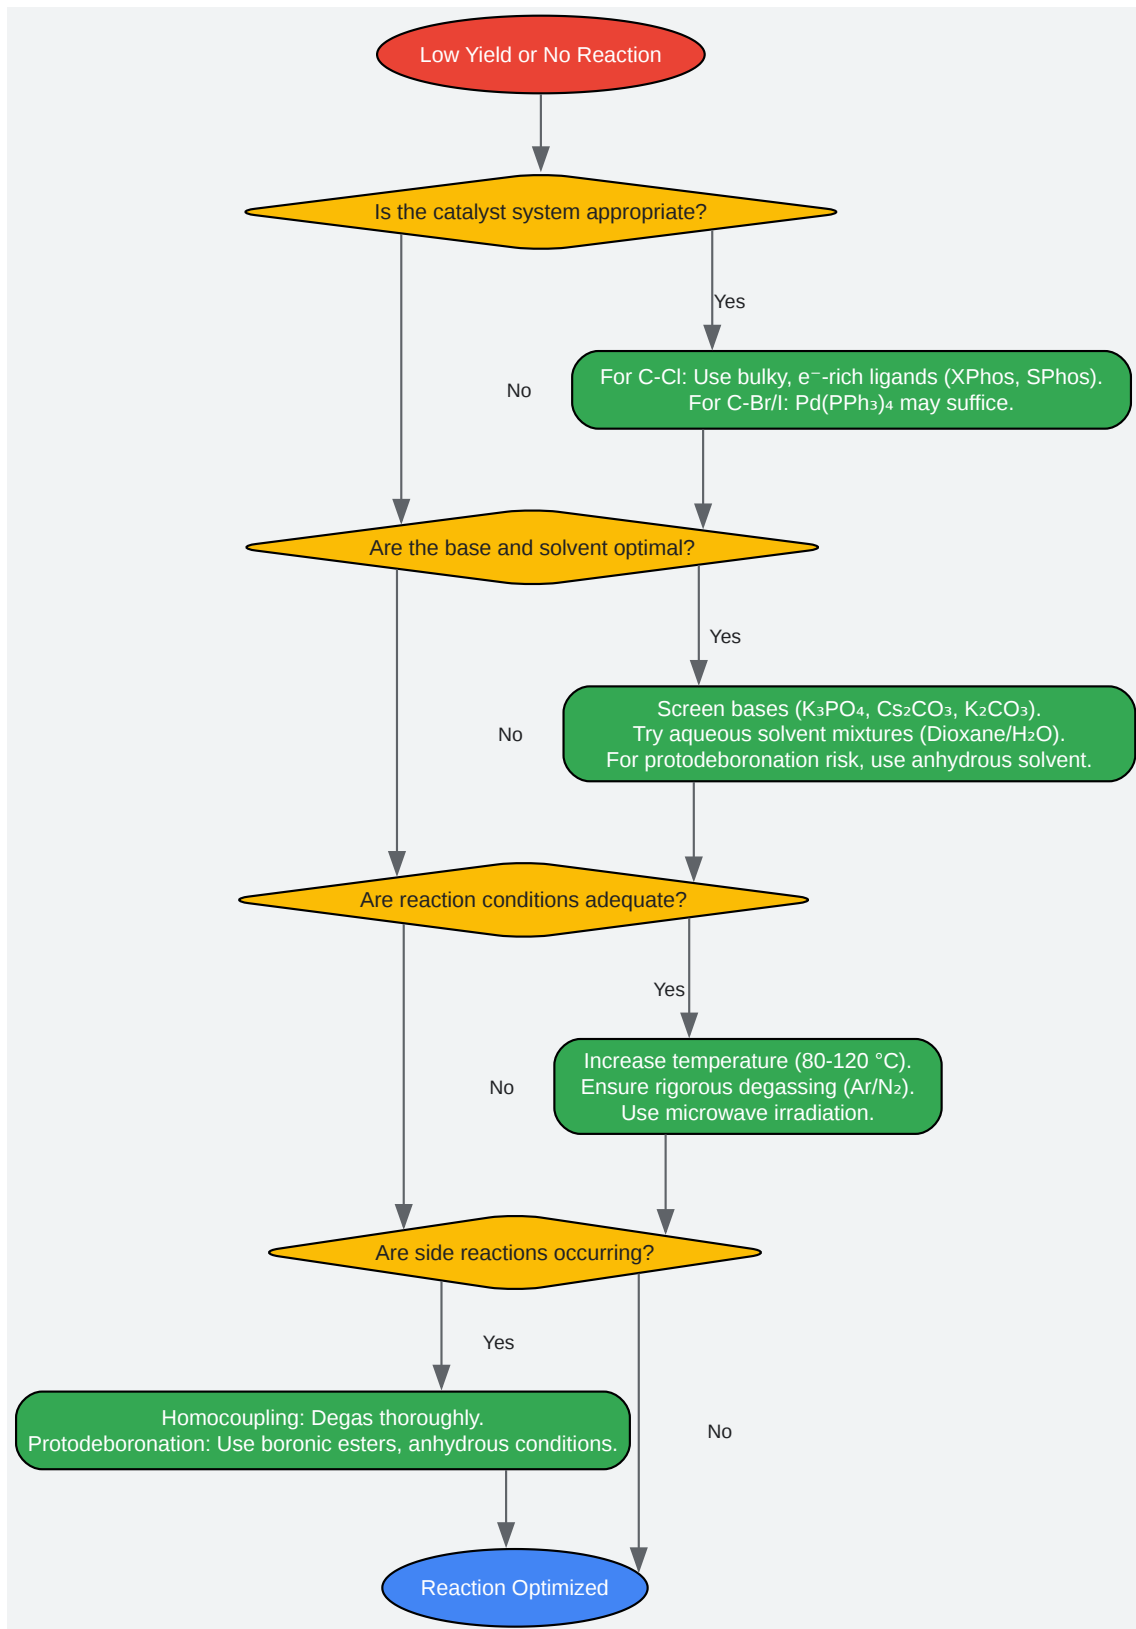 Low Yield or No Reaction
Is the catalyst system appropriate?
Yes
No
For C-Cl: Use bulky, e⁻-rich ligands (XPhos, SPhos).
For C-Br/I: Pd(PPh₃)₄ may suffice.
Are the base and solvent optimal?
Yes
No
Screen bases (K₃PO₄, Cs₂CO₃, K₂CO₃).
Try aqueous solvent mixtures (Dioxane/H₂O).
For protodeboronation risk, use anhydrous solvent.
Are reaction conditions adequate?
Yes
No
Increase temperature (80-120 °C).
Ensure rigorous degassing (Ar/N₂).
Use microwave irradiation.
Are side reactions occurring?
Yes
Homocoupling: Degas thoroughly.
Protodeboronation: Use boronic esters, anhydrous conditions.
No
Reaction Optimized